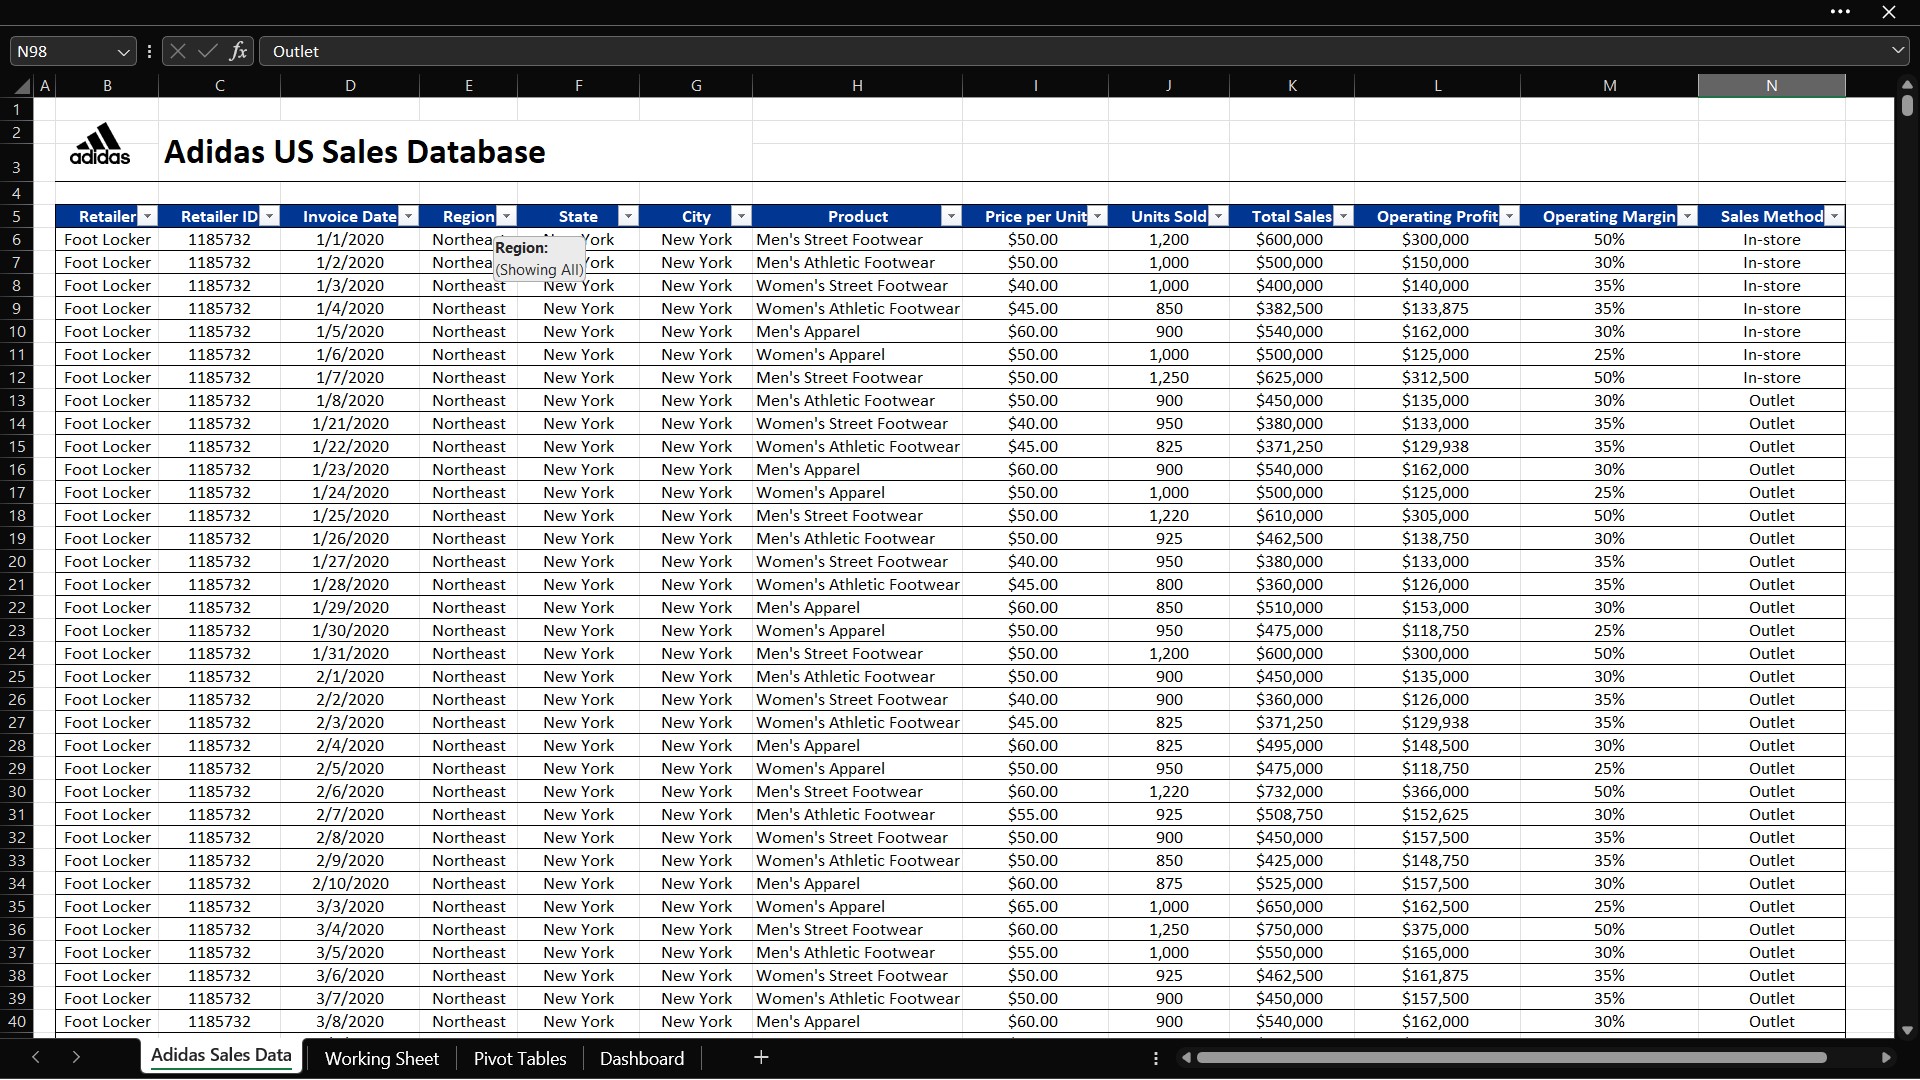 N98 fx Outlet
A B C D E F G H I J K L M N
1
2 adidas Adidas US Sales Database
3
4
5 Retailer Retailer ID Invoice Date Region State City Product Price per Unit Units Sold Total Sales Operating Profit Operating Margin Sales Method
6 Foot Locker 1185732 1/1/2020 Northeas York New York Men's Street Footwear $50.00 1,200 $600,000 $300,000 50% In-store
Region:
7 Foot Locker 1185732 1/2/2020 Northea York New York Men's Athletic Footwear $50.00 1,000 $500,000 $150,000 30% In-store
(Showing All)
8 Foot Locker 1185732 1/3/2020 Northeast New York New York Women's Street Footwear $40.00 1,000 $400,000 $140,000 35% In-store
9 Foot Locker 1185732 1/4/2020 Northeast New York New York Women's Athletic Footwear $45.00 850 $382,500 $133,875 35% In-store
10 Foot Locker 1185732 1/5/2020 Northeast New York New York Men's Apparel $60.00 900 $540,000 $162,000 30% In-store
11 Foot Locker 1185732 1/6/2020 Northeast New York New York Women's Apparel $50.00 1,000 $500,000 $125,000 25% In-store
12 Foot Locker 1185732 1/7/2020 Northeast New York New York Men's Street Footwear $50.00 1,250 $625,000 $312,500 50% In-store
13 Foot Locker 1185732 1/8/2020 Northeast New York New York Men's Athletic Footwear $50.00 900 $450,000 $135,000 30% Outlet
14 Foot Locker 1185732 1/21/2020 Northeast New York New York Women's Street Footwear $40.00 950 $380,000 $133,000 35% Outlet
15 Foot Locker 1185732 1/22/2020 Northeast New York New York Women's Athletic Footwear $45.00 825 $371,250 $129,938 35% Outlet
16 Foot Locker 1185732 1/23/2020 Northeast New York New York Men's Apparel $60.00 900 $540,000 $162,000 30% Outlet
17 Foot Locker 1185732 1/24/2020 Northeast New York New York Women's Apparel $50.00 1,000 $500,000 $125,000 25% Outlet
18 Foot Locker 1185732 1/25/2020 Northeast New York New York Men's Street Footwear $50.00 1,220 $610,000 $305,000 50% Outlet
19 Foot Locker 1185732 1/26/2020 Northeast New York New York Men's Athletic Footwear $50.00 925 $462,500 $138,750 30% Outlet
20 Foot Locker 1185732 1/27/2020 Northeast New York New York Women's Street Footwear $40.00 950 $380,000 $133,000 35% Outlet
21 Foot Locker 1185732 1/28/2020 Northeast New York New York Women's Athletic Footwear $45.00 800 $360,000 $126,000 35% Outlet
22 Foot Locker 1185732 1/29/2020 Northeast New York New York Men's Apparel $60.00 850 $510,000 $153,000 30% Outlet
23 Foot Locker 1185732 1/30/2020 Northeast New York New York Women's Apparel $50.00 950 $475,000 $118,750 25% Outlet
24 Foot Locker 1185732 1/31/2020 Northeast New York New York Men's Street Footwear $50.00 1,200 $600,000 $300,000 50% Outlet
25 Foot Locker 1185732 2/1/2020 Northeast New York New York Men's Athletic Footwear $50.00 900 $450,000 $135,000 30% Outlet
26 Foot Locker 1185732 2/2/2020 Northeast New York New York Women's Street Footwear $40.00 900 $360,000 $126,000 35% Outlet
27 Foot Locker 1185732 2/3/2020 Northeast New York New York Women's Athletic Footwear $45.00 825 $371,250 $129,938 35% Outlet
28 Foot Locker 1185732 2/4/2020 Northeast New York New York Men's Apparel $60.00 825 $495,000 $148,500 30% Outlet
29 Foot Locker 1185732 2/5/2020 Northeast New York New York Women's Apparel $50.00 950 $475,000 $118,750 25% Outlet
30 Foot Locker 1185732 2/6/2020 Northeast New York New York Men's Street Footwear $60.00 1,220 $732,000 $366,000 50% Outlet
31 Foot Locker 1185732 2/7/2020 Northeast New York New York Men's Athletic Footwear $55.00 925 $508,750 $152,625 30% Outlet
32 Foot Locker 1185732 2/8/2020 Northeast New York New York Women's Street Footwear $50.00 900 $450,000 $157,500 35% Outlet
33 Foot Locker 1185732 2/9/2020 Northeast New York New York Women's Athletic Footwear $50.00 850 $425,000 $148,750 35% Outlet
34 Foot Locker 1185732 2/10/2020 Northeast New York New York Men's Apparel $60.00 875 $525,000 $157,500 30% Outlet
35 Foot Locker 1185732 3/3/2020 Northeast New York New York Women's Apparel $65.00 1,000 $650,000 $162,500 25% Outlet
36 Foot Locker 1185732 3/4/2020 Northeast New York New York Men's Street Footwear $60.00 1,250 $750,000 $375,000 50% Outlet
37 Foot Locker 1185732 3/5/2020 Northeast New York New York Men's Athletic Footwear $55.00 1,000 $550,000 $165,000 30% Outlet
38 Foot Locker 1185732 3/6/2020 Northeast New York New York Women's Street Footwear $50.00 925 $462,500 $161,875 35% Outlet
39 Foot Locker 1185732 3/7/2020 Northeast New York New York Women's Athletic Footwear $50.00 900 $450,000 $157,500 35% Outlet
40 Foot Locker 1185732 3/8/2020 Northeast New York New York Men's Apparel $60.00 900 $540,000 $162,000 30% Outlet
Adidas Sales Data Working Sheet Pivot Tables Dashboard